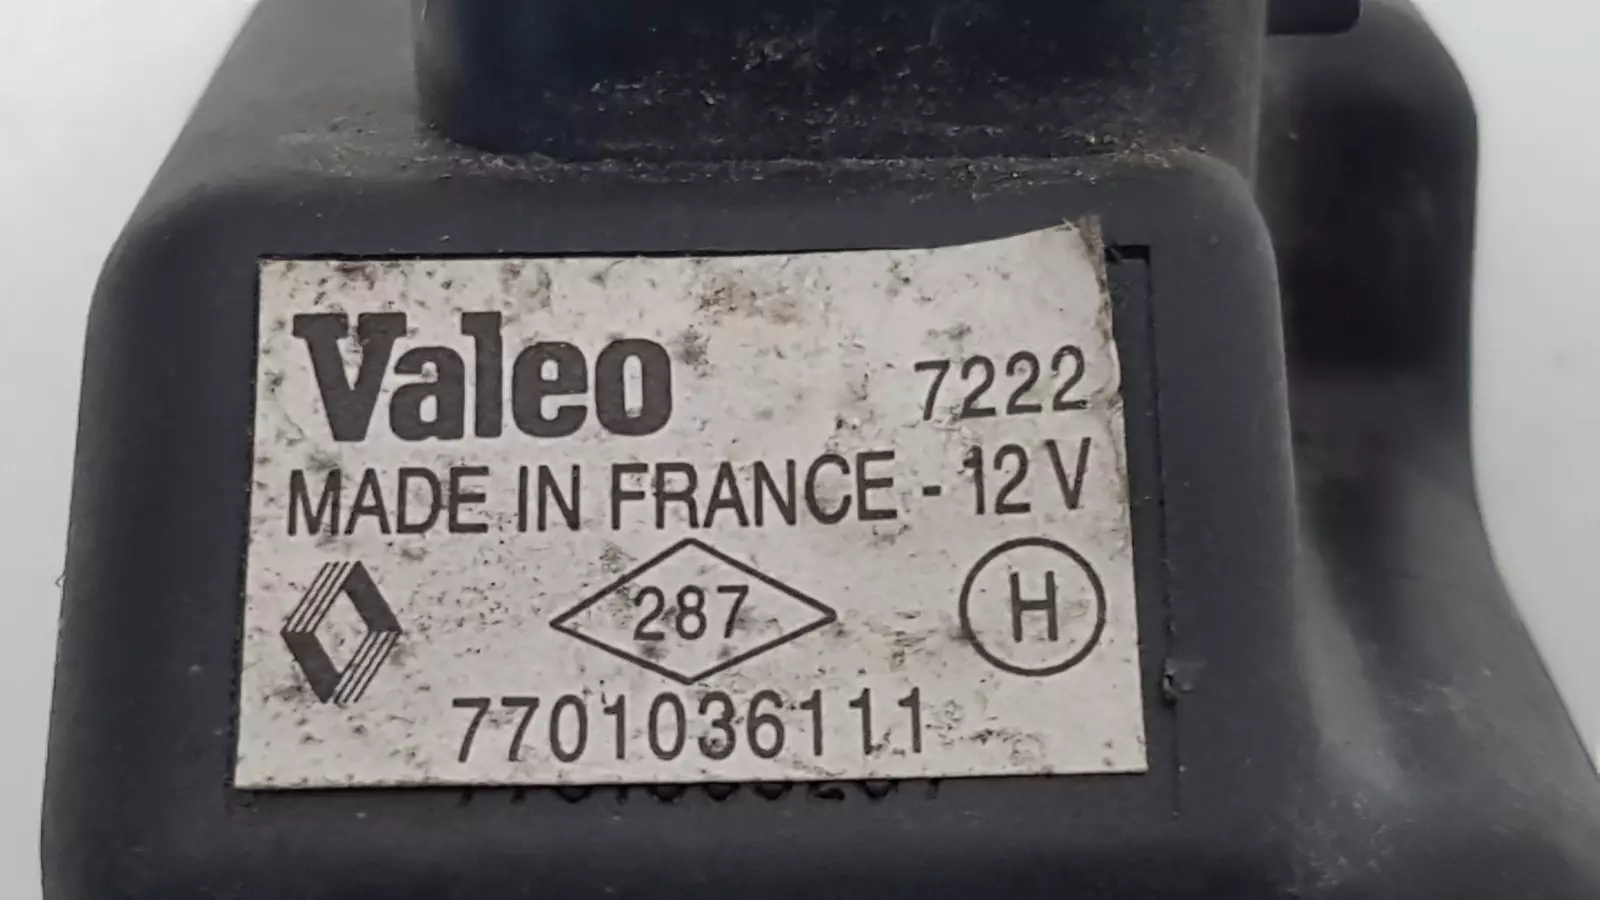 Valeo 7222
MADE IN FRANCE - 12 V
287 H
7701036111